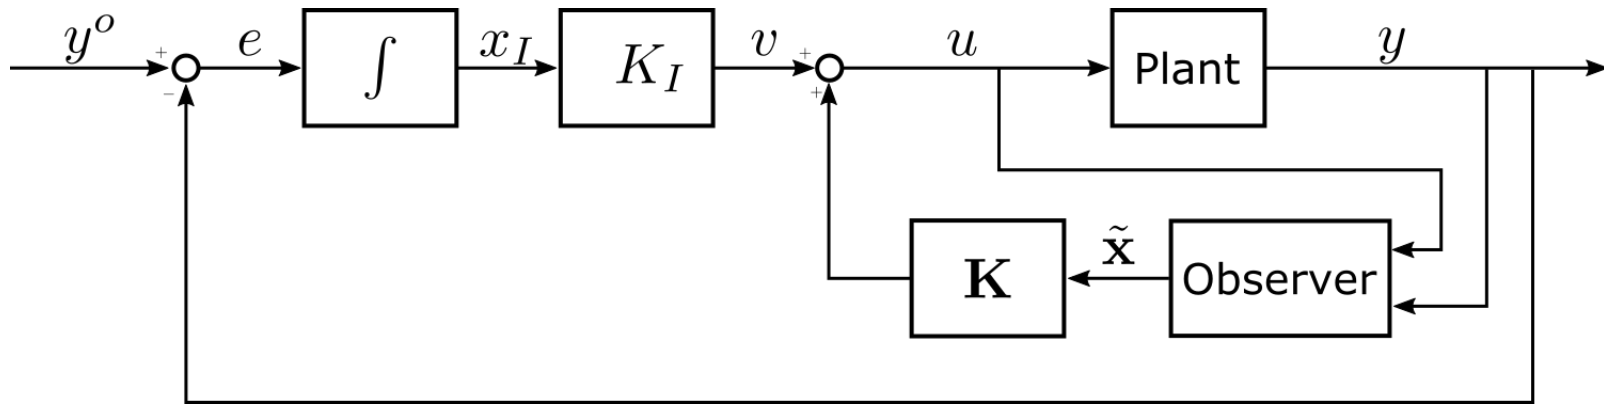 y^o
+
−
e
∫
x_I
K_I
v
+
+
u
Plant
y
K
x̃
Observer